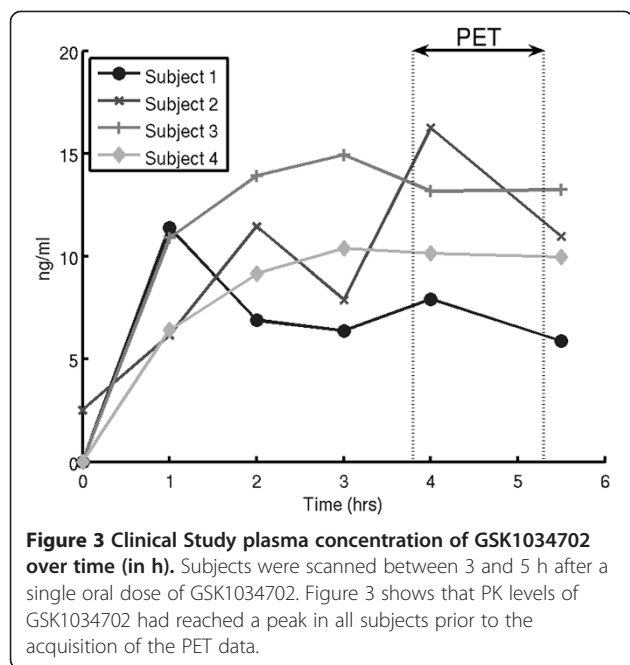 PET
20
15
10
5
0
ng/ml
Subject 1
Subject 2
Subject 3
Subject 4
0 1 2 3 4 5 6
Time (hrs)
Figure 3 Clinical Study plasma concentration of GSK1034702
over time (in h). Subjects were scanned between 3 and 5 h after a
single oral dose of GSK1034702. Figure 3 shows that PK levels of
GSK1034702 had reached a peak in all subjects prior to the
acquisition of the PET data.